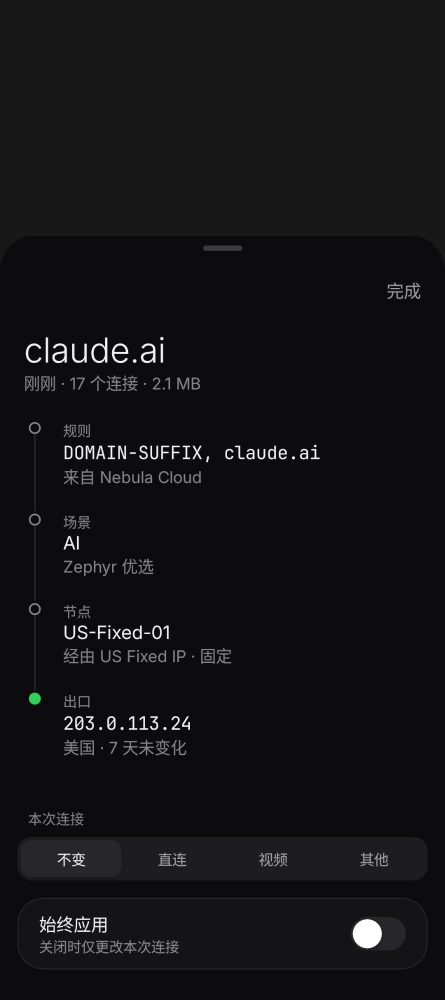 完成
claude.ai
刚刚 · 17 个连接 · 2.1 MB
规则
DOMAIN-SUFFIX, claude.ai
来自 Nebula Cloud
场景
AI
Zephyr 优选
节点
US-Fixed-01
经由 US Fixed IP · 固定
出口
203.0.113.24
美国 · 7 天未变化
本次连接
不变 直连 视频 其他
始终应用
关闭时仅更改本次连接